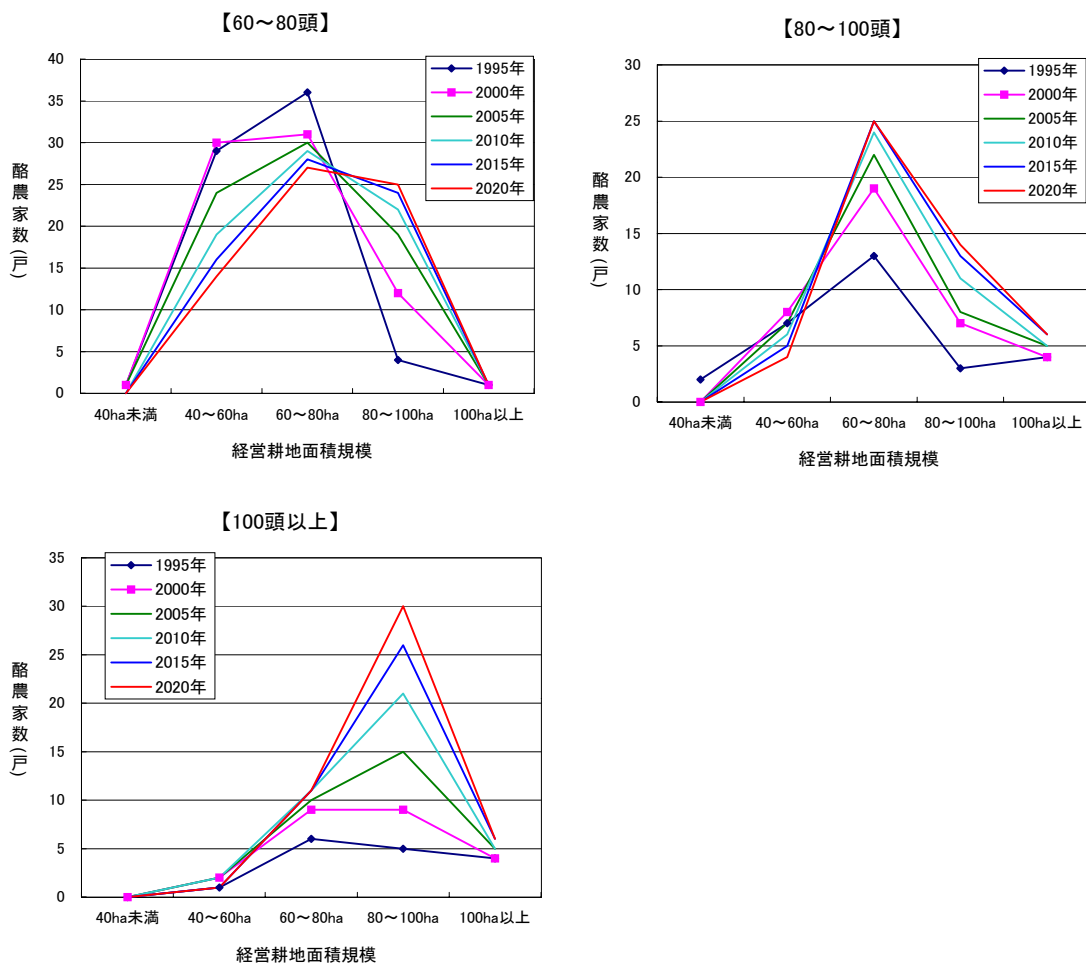 【60～80頭】
40
35
30
25
20
15
10
5
0
酪農家数(戸)
1995年
2000年
2005年
2010年
2015年
2020年
40ha未満
40～60ha
60～80ha
80～100ha
100ha以上
経営耕地面積規模
【80～100頭】
30
25
20
15
10
5
0
酪農家数(戸)
1995年
2000年
2005年
2010年
2015年
2020年
40ha未満
40～60ha
60～80ha
80～100ha
100ha以上
経営耕地面積規模
【100頭以上】
35
30
25
20
15
10
5
0
酪農家数(戸)
1995年
2000年
2005年
2010年
2015年
2020年
40ha未満
40～60ha
60～80ha
80～100ha
100ha以上
経営耕地面積規模